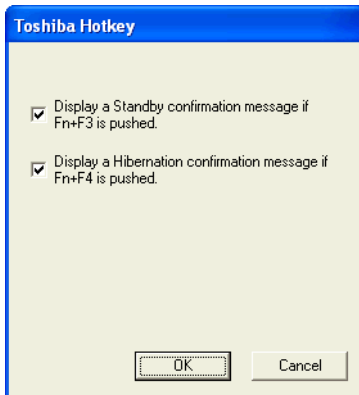 Toshiba Hotkey
Display a Standby confirmation message if
Fn+F3 is pushed.
Display a Hibernation confirmation message if
Fn+F4 is pushed.
OK
Cancel